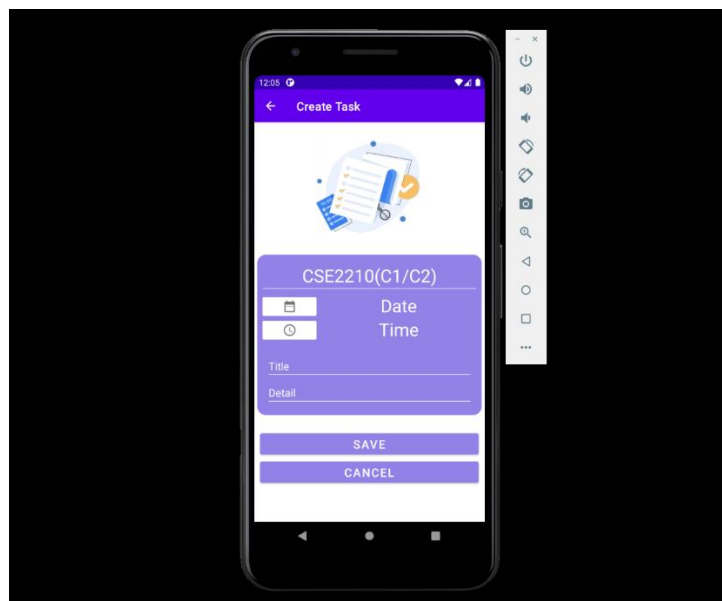 12:05
Create Task
CSE2210(C1/C2)
Date
Time
Title
Detail
SAVE
CANCEL